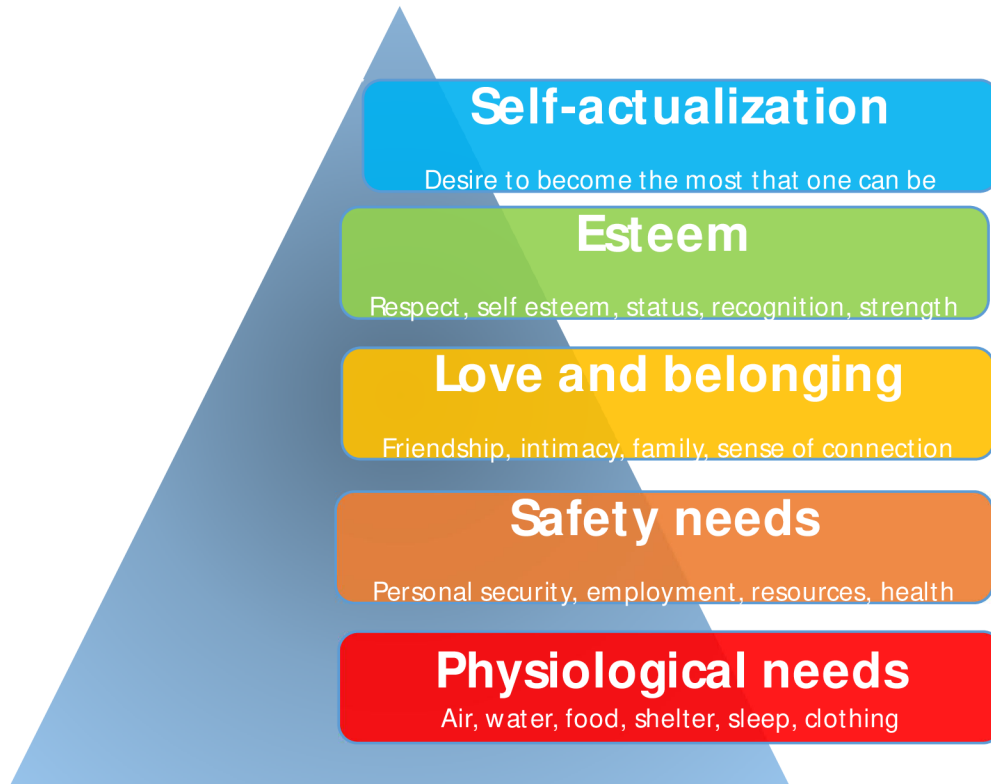 Self-actualization
Desire to become the most that one can be
Esteem
Respect, self esteem, status, recognition, strength
Love and belonging
Friendship, intimacy, family, sense of connection
Safety needs
Personal security, employment, resources, health
Physiological needs
Air, water, food, shelter, sleep, clothing